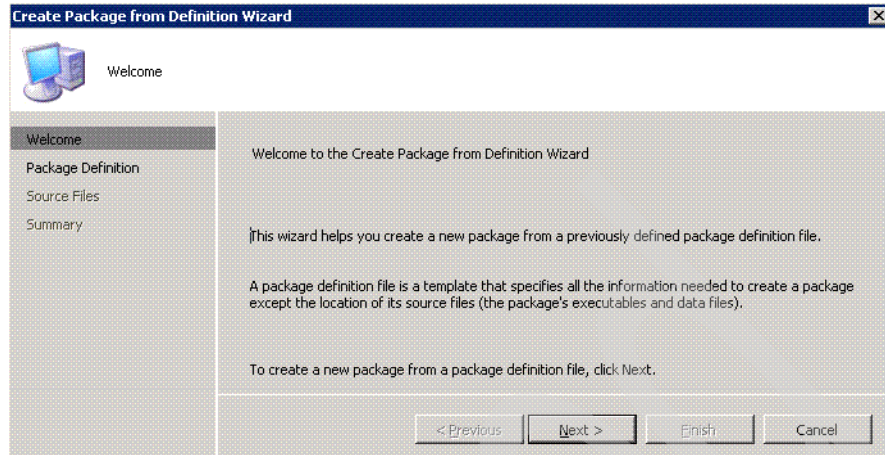 Create Package from Definition Wizard
Welcome
Welcome
Package Definition
Source Files
Summary
Welcome to the Create Package from Definition Wizard
This wizard helps you create a new package from a previously defined package definition file.
A package definition file is a template that specifies all the information needed to create a package
except the location of its source files (the package's executables and data files).
To create a new package from a package definition file, click Next.
< Previous
Next >
Finish
Cancel